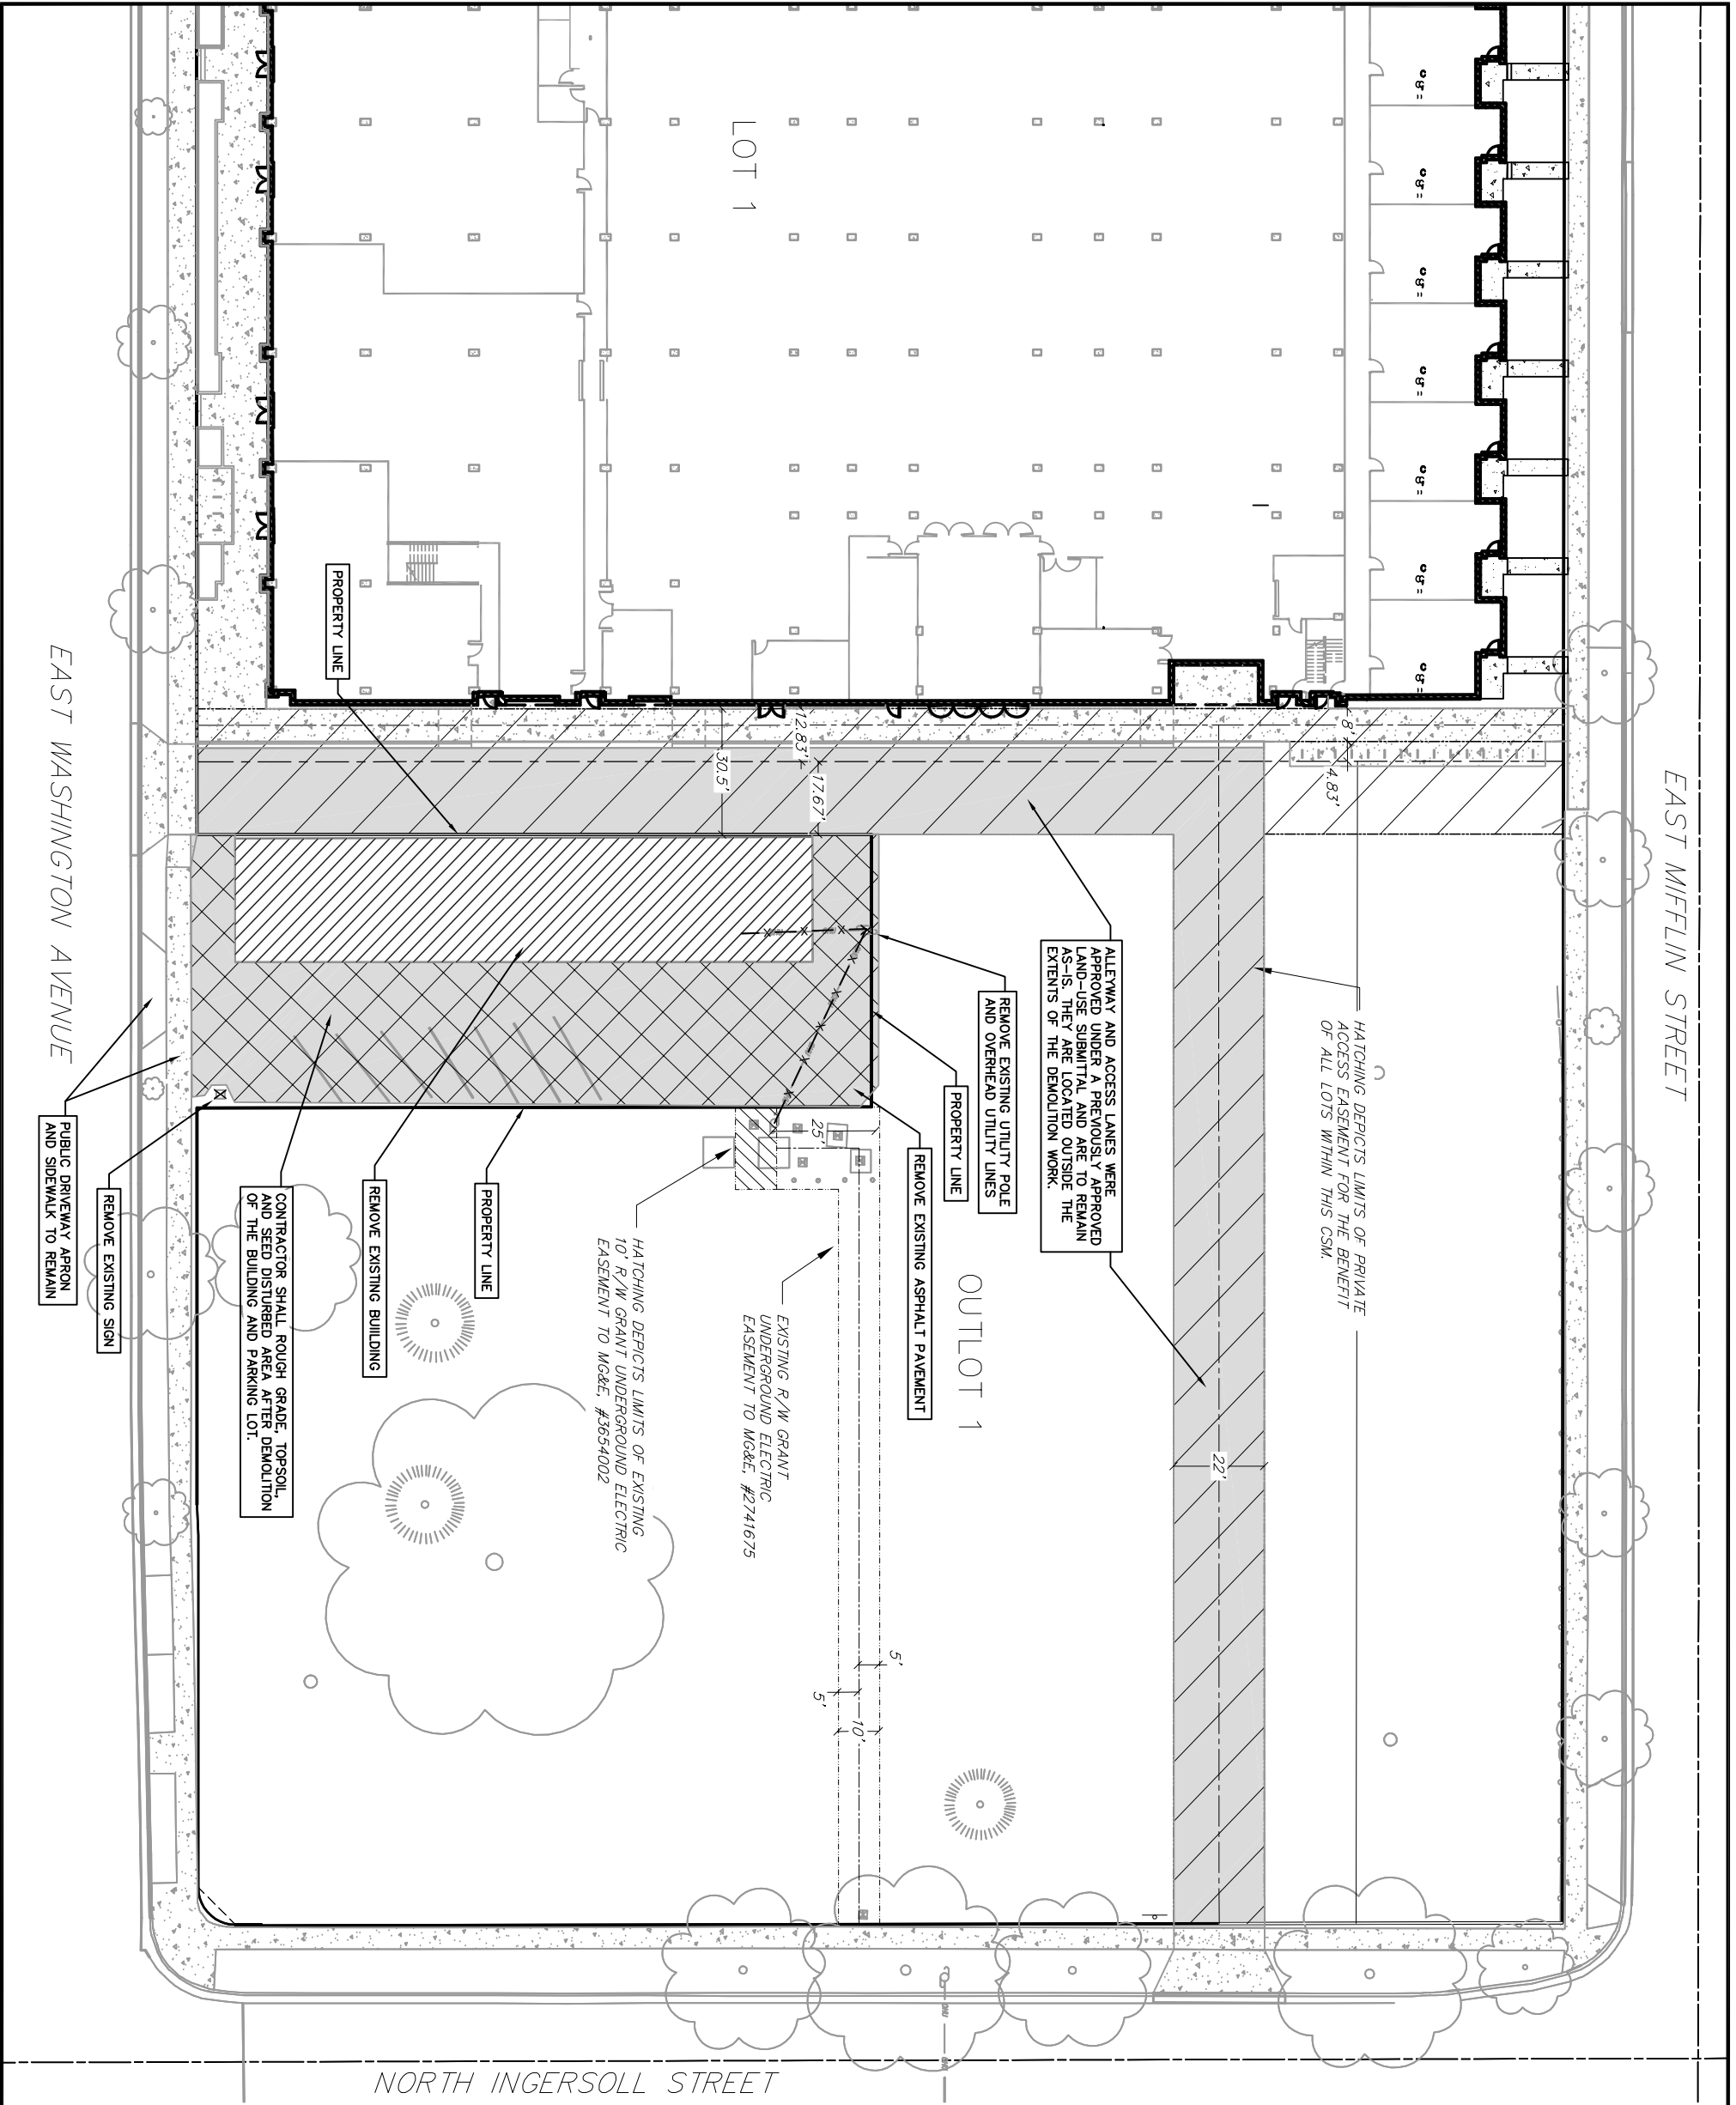 EAST MIFFLIN STREET
EAST WASHINGTON AVENUE
NORTH INGERSOLL STREET
LOT 1
OUTLOT 1
HATCHING DEPICTS LIMITS OF PRIVATE
ACCESS EASEMENT FOR THE BENEFIT
OF ALL LOTS WITHIN THIS CSM.
ALLEYWAY AND ACCESS LANES WERE
APPROVED UNDER A PREVIOUSLY APPROVED
LAND-USE SUBMITTAL AND ARE TO REMAIN
AS-IS. THEY ARE LOCATED OUTSIDE THE
EXTENTS OF THE DEMOLITION WORK.
REMOVE EXISTING UTILITY POLE
AND OVERHEAD UTILITY LINES
PROPERTY LINE
REMOVE EXISTING ASPHALT PAVEMENT
EXISTING R/W GRANT
UNDERGROUND ELECTRIC
EASEMENT TO MG&E, #2741675
HATCHING DEPICTS LIMITS OF EXISTING
10' R/W GRANT UNDERGROUND ELECTRIC
EASEMENT TO MG&E, #3654002
PROPERTY LINE
REMOVE EXISTING BUILDING
CONTRACTOR SHALL ROUGH GRADE, TOPSOIL,
AND SEED DISTURBED AREA AFTER DEMOLITION
OF THE BUILDING AND PARKING LOT.
REMOVE EXISTING SIGN
PUBLIC DRIVEWAY APRON
AND SIDEWALK TO REMAIN
PROPERTY LINE
8'
4.83'
12.83'
17.67'
30.5'
25'
22'
5'
5'
10'